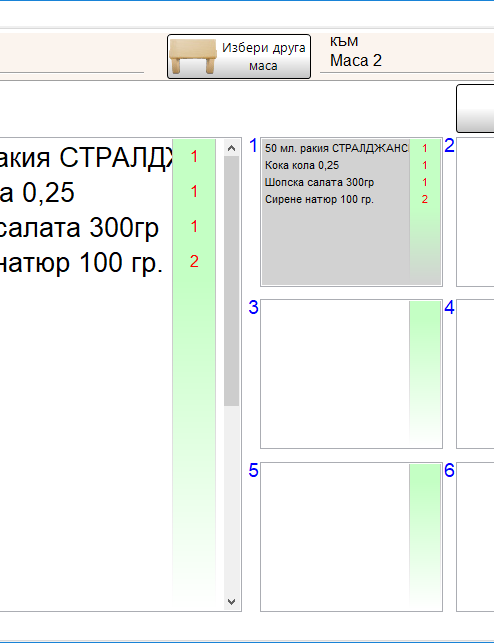 Избери друга
маса
към
Маса 2
1
2
ракия СТРАЛДЖ 1
а 0,25 1
салата 300гр 1
натюр 100 гр. 2
50 мл. ракия СТРАЛДЖАНС 1
Кока кола 0,25 1
Шопска салата 300гр 1
Сирене натюр 100 гр. 2
3
4
5
6